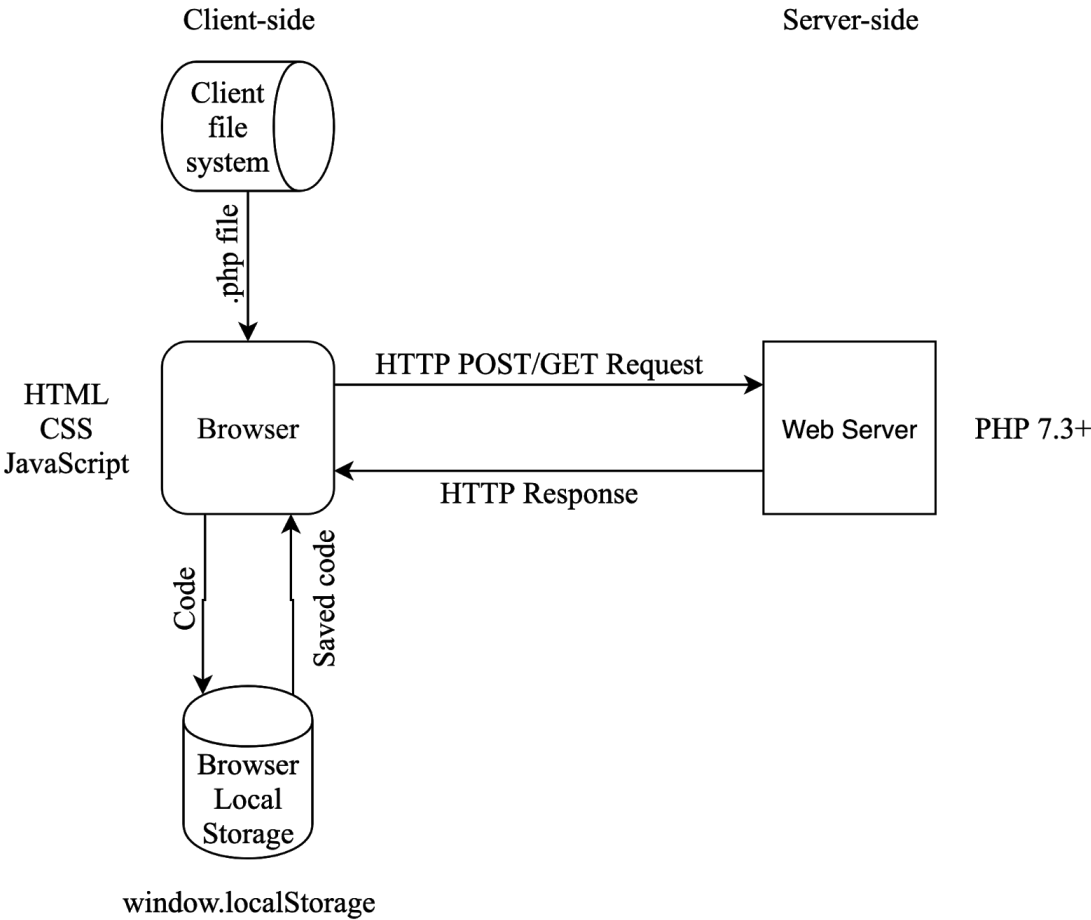 Client-side
Server-side
Client
file
system
.php file
HTTP POST/GET Request
HTML
CSS
JavaScript
Browser
Web Server
PHP 7.3+
HTTP Response
Code
Saved code
Browser
Local
Storage
window.localStorage